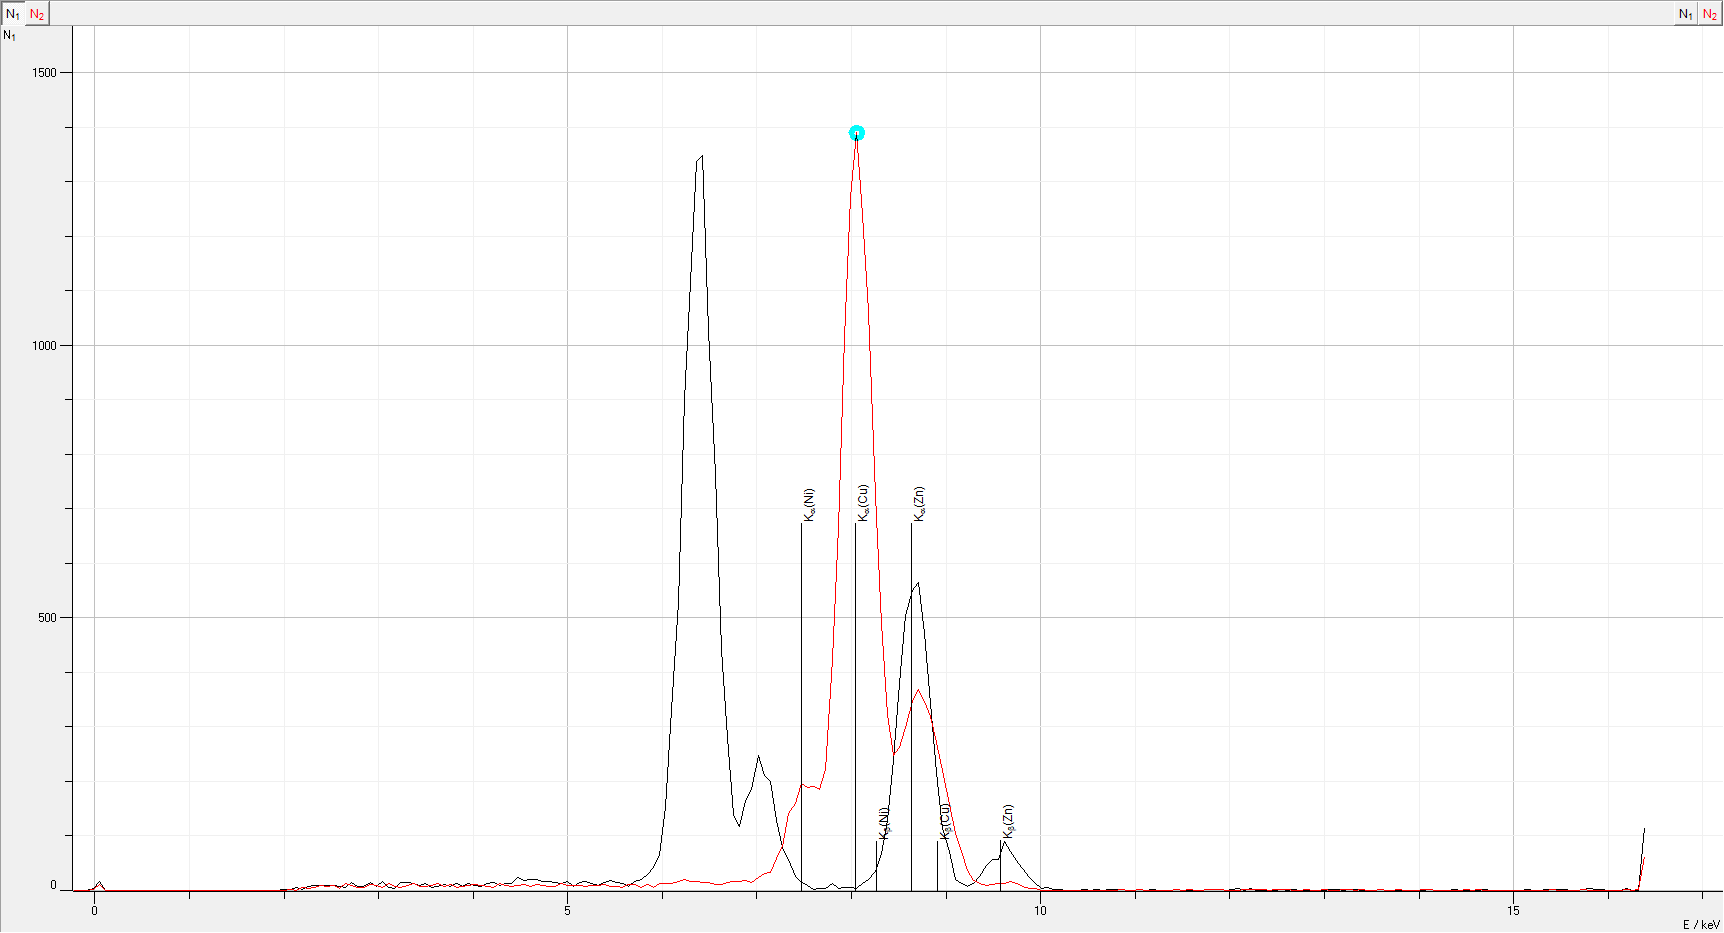 N₁ N₂ N₁ N₂
N₁
1500
1000
500
0
Kα(Ni) Kα(Cu) Kα(Zn)
Kβ(Ni) Kβ(Cu) Kβ(Zn)
0 5 10 15
E / keV